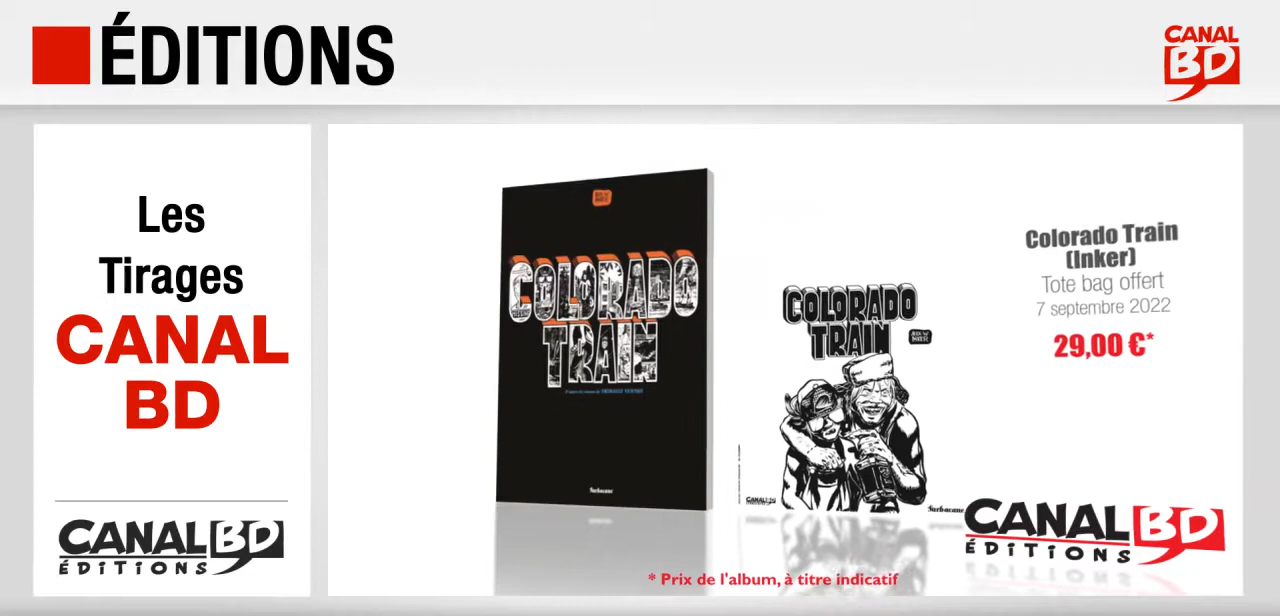 ÉDITIONS
CANAL
BD
Les
Tirages
CANAL
BD
CANAL BD
ÉDITIONS
COLORADO
TRAIN
Sarbacane
COLORADO
TRAIN
Sarbacane
Colorado Train
(Inker)
Tote bag offert
7 septembre 2022
29,00 €*
CANAL BD
ÉDITIONS
* Prix de l'album, à titre indicatif